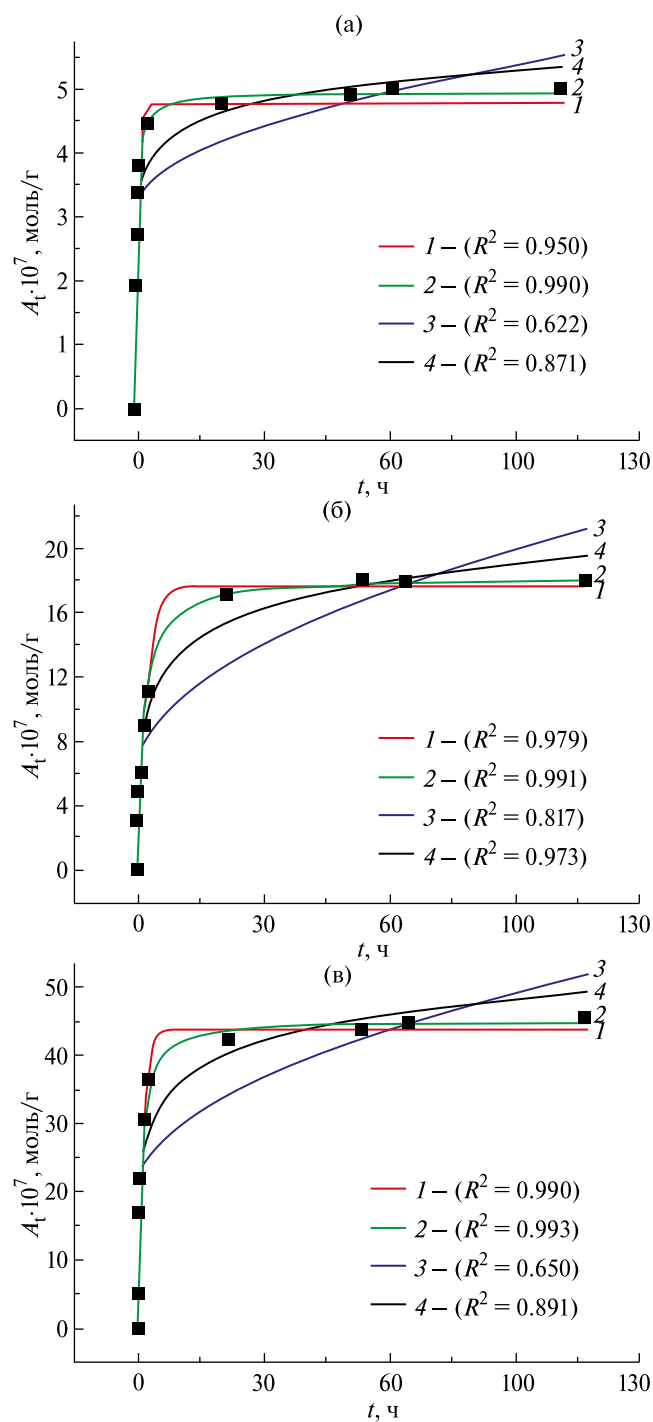 (а)
5
4
3
2
1
0
A_t·10^7, моль/г
3
4
2
1
1 – (R² = 0.950)
2 – (R² = 0.990)
3 – (R² = 0.622)
4 – (R² = 0.871)
0 30 60 100 130
t, ч
(б)
20
16
12
8
4
0
A_t·10^7, моль/г
3
4
2
1
1 – (R² = 0.979)
2 – (R² = 0.991)
3 – (R² = 0.817)
4 – (R² = 0.973)
0 30 60 100 130
t, ч
(в)
50
40
30
20
10
0
A_t·10^7, моль/г
3
4
2
1
1 – (R² = 0.990)
2 – (R² = 0.993)
3 – (R² = 0.650)
4 – (R² = 0.891)
0 30 60 100 130
t, ч